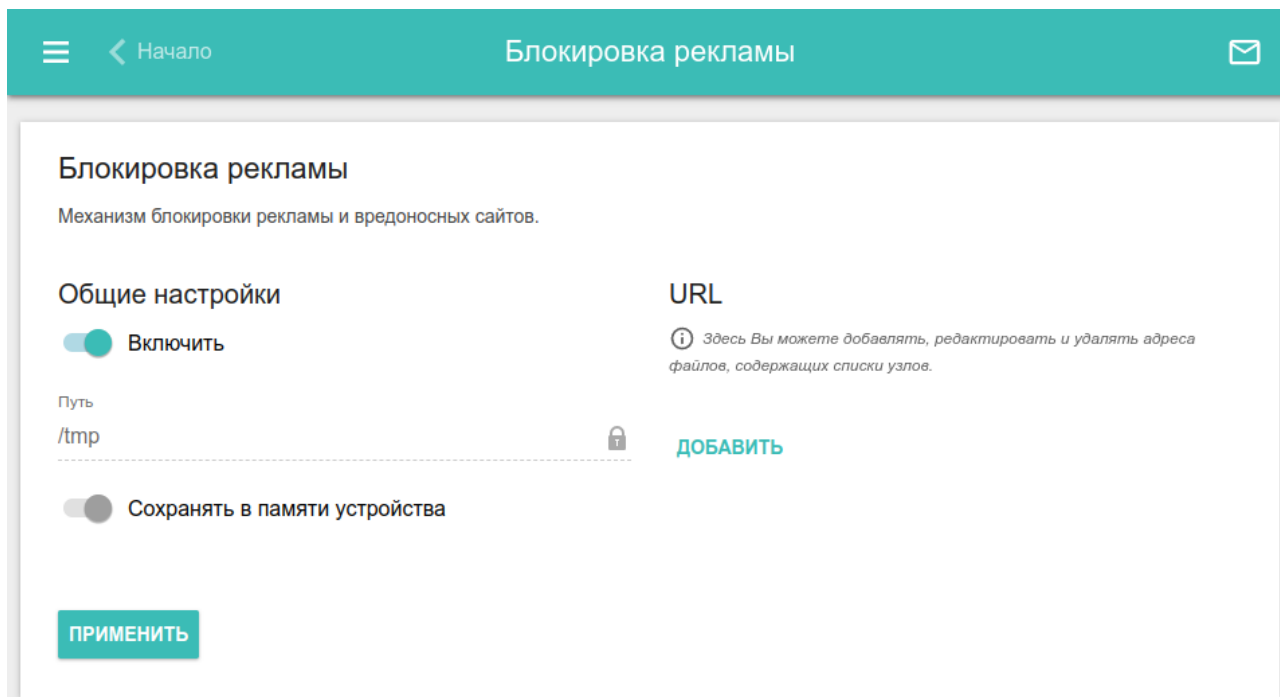 Начало
Блокировка рекламы
Блокировка рекламы
Механизм блокировки рекламы и вредоносных сайтов.
Общие настройки
Включить
Путь
/tmp
Сохранять в памяти устройства
ПРИМЕНИТЬ
URL
Здесь Вы можете добавлять, редактировать и удалять адреса
файлов, содержащих списки узлов.
ДОБАВИТЬ